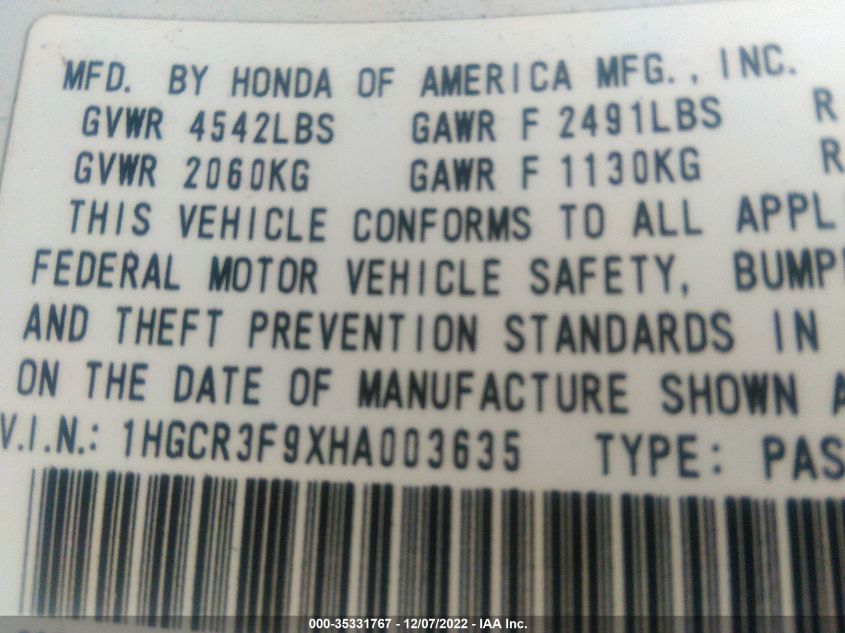 MFD. BY HONDA OF AMERICA MFG., INC.
GVWR 4542LBS GAWR F 2491LBS R
GVWR 2060KG GAWR F 1130KG R
THIS VEHICLE CONFORMS TO ALL APPL
FEDERAL MOTOR VEHICLE SAFETY, BUMP
AND THEFT PREVENTION STANDARDS IN
ON THE DATE OF MANUFACTURE SHOWN A
V.I.N.: 1HGCR3F9XHA003635 TYPE: PAS
000-35331767 - 12/07/2022 - IAA Inc.